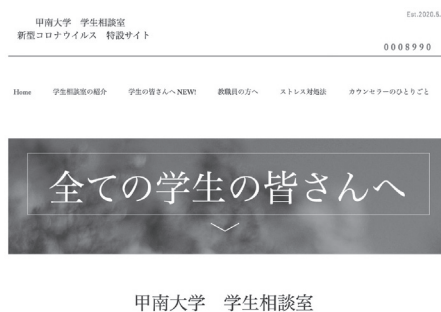 甲南大学　学生相談室
新型コロナウイルス　特設サイト
Est.2020.5.
0008990
Home　学生相談室の紹介　学生の皆さんへ NEW!　教職員の方へ　ストレス対処法　カウンセラーのひとりごと
全ての学生の皆さんへ
甲南大学　学生相談室